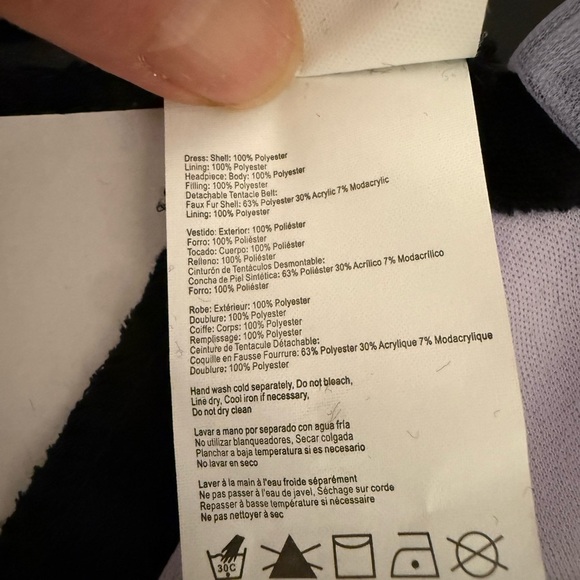 Dress: Shell: 100% Polyester
Lining: 100% Polyester
Headpiece: Body: 100% Polyester
Filling: 100% Polyester
Detachable Tentacle Belt:
Faux Fur Shell: 63% Polyester 30% Acrylic 7% Modacrylic
Lining: 100% Polyester
Vestido: Exterior: 100% Poliéster
Forro: 100% Poliéster
Tocado: Cuerpo: 100% Poliéster
Relleno: 100% Poliéster
Cinturón de Tentáculos Desmontable:
Concha de Piel Sintética: 63% Poliéster 30% Acrílico 7% Modacrílico
Forro: 100% Poliéster
Robe: Extérieur: 100% Polyester
Doublure: 100% Polyester
Coiffe: Corps: 100% Polyester
Remplissage: 100% Polyester
Ceinture de Tentacule Détachable:
Coquille en Fausse Fourrure: 63% Polyester 30% Acrylique 7% Modacrylique
Doublure: 100% Polyester
Hand wash cold separately, Do not bleach,
Line dry, Cool iron if necessary,
Do not dry clean
Lavar a mano por separado con agua fría
No utilizar blanqueadores, Secar colgada
Planchar a baja temperatura si es necesario
No lavar en seco
Laver à la main à l'eau froide séparément
Ne pas passer à l'eau de javel, Séchage sur corde
Repasser à basse température si nécessaire
Ne pas nettoyer à sec
30C